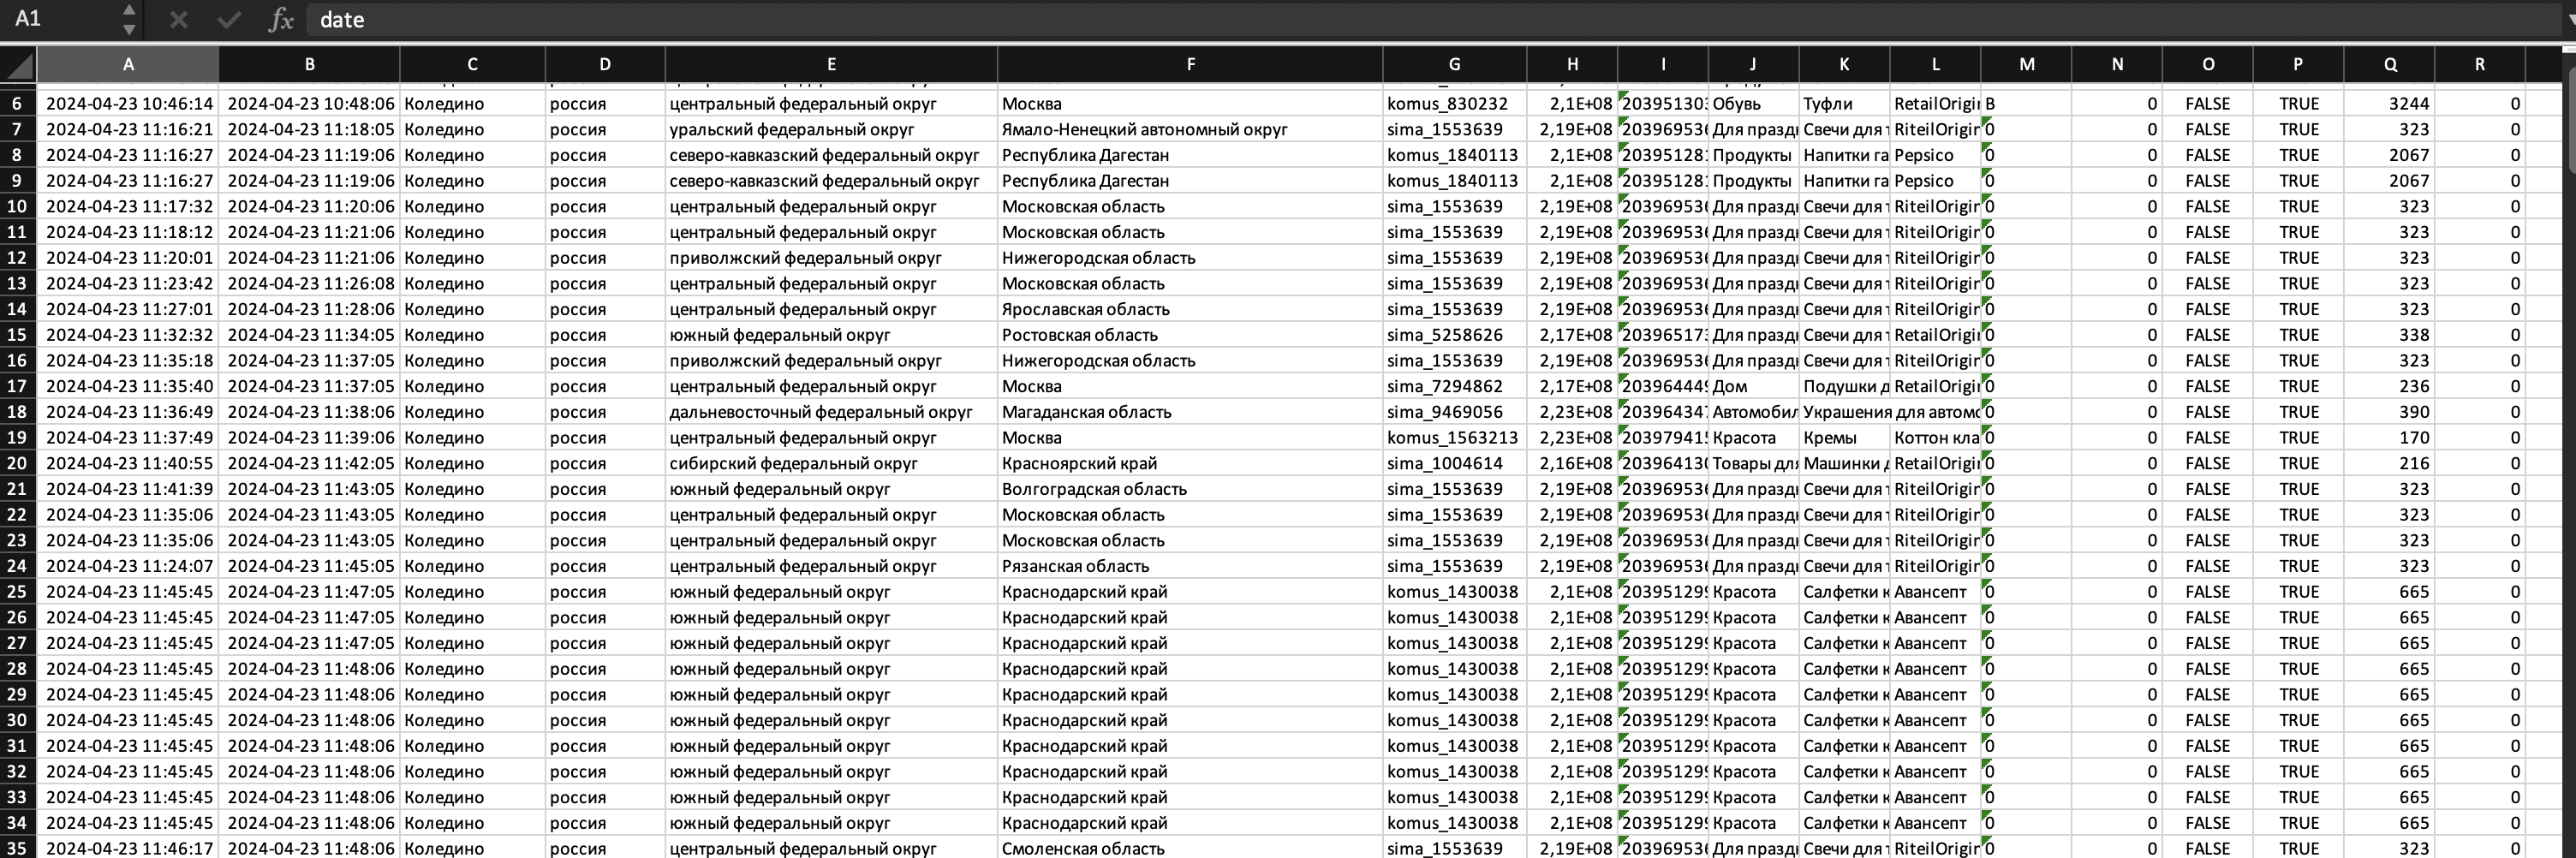 A1 fx date
A B C D E F G H I J K L M N O P Q R
6 2024-04-23 10:46:14 2024-04-23 10:48:06 Коледино россия центральный федеральный округ Москва komus_830232 2,1E+08 203951303 Обувь Туфли RetailOrigin B 0 FALSE TRUE 3244 0
7 2024-04-23 11:16:21 2024-04-23 11:18:05 Коледино россия уральский федеральный округ Ямало-Ненецкий автономный округ sima_1553639 2,19E+08 20396953 Для празд Свечи для RiteilOrigin 0 0 FALSE TRUE 323 0
8 2024-04-23 11:16:27 2024-04-23 11:19:06 Коледино россия северо-кавказский федеральный округ Республика Дагестан komus_1840113 2,1E+08 20395128 Продукты Напитки га Pepsico 0 0 FALSE TRUE 2067 0
9 2024-04-23 11:16:27 2024-04-23 11:19:06 Коледино россия северо-кавказский федеральный округ Республика Дагестан komus_1840113 2,1E+08 20395128 Продукты Напитки га Pepsico 0 0 FALSE TRUE 2067 0
10 2024-04-23 11:17:32 2024-04-23 11:20:06 Коледино россия центральный федеральный округ Московская область sima_1553639 2,19E+08 20396953 Для празд Свечи для RiteilOrigin 0 0 FALSE TRUE 323 0
11 2024-04-23 11:18:12 2024-04-23 11:21:06 Коледино россия центральный федеральный округ Московская область sima_1553639 2,19E+08 20396953 Для празд Свечи для RiteilOrigin 0 0 FALSE TRUE 323 0
12 2024-04-23 11:20:01 2024-04-23 11:21:06 Коледино россия приволжский федеральный округ Нижегородская область sima_1553639 2,19E+08 20396953 Для празд Свечи для RiteilOrigin 0 0 FALSE TRUE 323 0
13 2024-04-23 11:23:42 2024-04-23 11:26:08 Коледино россия центральный федеральный округ Московская область sima_1553639 2,19E+08 20396953 Для празд Свечи для RiteilOrigin 0 0 FALSE TRUE 323 0
14 2024-04-23 11:27:01 2024-04-23 11:28:06 Коледино россия центральный федеральный округ Ярославская область sima_1553639 2,19E+08 20396953 Для празд Свечи для RiteilOrigin 0 0 FALSE TRUE 323 0
15 2024-04-23 11:32:32 2024-04-23 11:34:05 Коледино россия южный федеральный округ Ростовская область sima_5258626 2,17E+08 20396517 Для празд Свечи для RetailOrigin 0 0 FALSE TRUE 338 0
16 2024-04-23 11:35:18 2024-04-23 11:37:05 Коледино россия приволжский федеральный округ Нижегородская область sima_1553639 2,19E+08 20396953 Для празд Свечи для RiteilOrigin 0 0 FALSE TRUE 323 0
17 2024-04-23 11:35:40 2024-04-23 11:37:05 Коледино россия центральный федеральный округ Москва sima_7294862 2,17E+08 20396444 Дом Подушки д RetailOrigin 0 0 FALSE TRUE 236 0
18 2024-04-23 11:36:49 2024-04-23 11:38:06 Коледино россия дальневосточный федеральный округ Магаданская область sima_9469056 2,23E+08 20396434 Автомобил Украшения для автомо 0 0 FALSE TRUE 390 0
19 2024-04-23 11:37:49 2024-04-23 11:39:06 Коледино россия центральный федеральный округ Москва komus_1563213 2,23E+08 20397941 Красота Кремы Коттон кла 0 0 FALSE TRUE 170 0
20 2024-04-23 11:40:55 2024-04-23 11:42:05 Коледино россия сибирский федеральный округ Красноярский край sima_1004614 2,16E+08 20396413 Товары для Машинки д RetailOrigin 0 0 FALSE TRUE 216 0
21 2024-04-23 11:41:39 2024-04-23 11:43:05 Коледино россия южный федеральный округ Волгоградская область sima_1553639 2,19E+08 20396953 Для празд Свечи для RiteilOrigin 0 0 FALSE TRUE 323 0
22 2024-04-23 11:35:06 2024-04-23 11:43:05 Коледино россия центральный федеральный округ Московская область sima_1553639 2,19E+08 20396953 Для празд Свечи для RiteilOrigin 0 0 FALSE TRUE 323 0
23 2024-04-23 11:35:06 2024-04-23 11:43:05 Коледино россия центральный федеральный округ Московская область sima_1553639 2,19E+08 20396953 Для празд Свечи для RiteilOrigin 0 0 FALSE TRUE 323 0
24 2024-04-23 11:24:07 2024-04-23 11:45:05 Коледино россия центральный федеральный округ Рязанская область sima_1553639 2,19E+08 20396953 Для празд Свечи для RiteilOrigin 0 0 FALSE TRUE 323 0
25 2024-04-23 11:45:45 2024-04-23 11:47:05 Коледино россия южный федеральный округ Краснодарский край komus_1430038 2,1E+08 20395129 Красота Салфетки к Авансепт 0 0 FALSE TRUE 665 0
26 2024-04-23 11:45:45 2024-04-23 11:47:05 Коледино россия южный федеральный округ Краснодарский край komus_1430038 2,1E+08 20395129 Красота Салфетки к Авансепт 0 0 FALSE TRUE 665 0
27 2024-04-23 11:45:45 2024-04-23 11:47:05 Коледино россия южный федеральный округ Краснодарский край komus_1430038 2,1E+08 20395129 Красота Салфетки к Авансепт 0 0 FALSE TRUE 665 0
28 2024-04-23 11:45:45 2024-04-23 11:48:06 Коледино россия южный федеральный округ Краснодарский край komus_1430038 2,1E+08 20395129 Красота Салфетки к Авансепт 0 0 FALSE TRUE 665 0
29 2024-04-23 11:45:45 2024-04-23 11:48:06 Коледино россия южный федеральный округ Краснодарский край komus_1430038 2,1E+08 20395129 Красота Салфетки к Авансепт 0 0 FALSE TRUE 665 0
30 2024-04-23 11:45:45 2024-04-23 11:48:06 Коледино россия южный федеральный округ Краснодарский край komus_1430038 2,1E+08 20395129 Красота Салфетки к Авансепт 0 0 FALSE TRUE 665 0
31 2024-04-23 11:45:45 2024-04-23 11:48:06 Коледино россия южный федеральный округ Краснодарский край komus_1430038 2,1E+08 20395129 Красота Салфетки к Авансепт 0 0 FALSE TRUE 665 0
32 2024-04-23 11:45:45 2024-04-23 11:48:06 Коледино россия южный федеральный округ Краснодарский край komus_1430038 2,1E+08 20395129 Красота Салфетки к Авансепт 0 0 FALSE TRUE 665 0
33 2024-04-23 11:45:45 2024-04-23 11:48:06 Коледино россия южный федеральный округ Краснодарский край komus_1430038 2,1E+08 20395129 Красота Салфетки к Авансепт 0 0 FALSE TRUE 665 0
34 2024-04-23 11:45:45 2024-04-23 11:48:06 Коледино россия южный федеральный округ Краснодарский край komus_1430038 2,1E+08 20395129 Красота Салфетки к Авансепт 0 0 FALSE TRUE 665 0
35 2024-04-23 11:46:17 2024-04-23 11:48:06 Коледино россия центральный федеральный округ Смоленская область sima_1553639 2,19E+08 20396953 Для празд Свечи для RiteilOrigin 0 0 FALSE TRUE 323 0